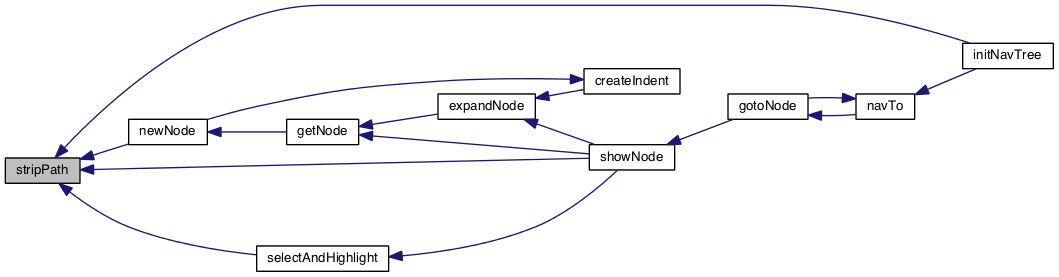 initNavTree
createIndent
expandNode
gotoNode
navTo
newNode
getNode
showNode
stripPath
selectAndHighlight